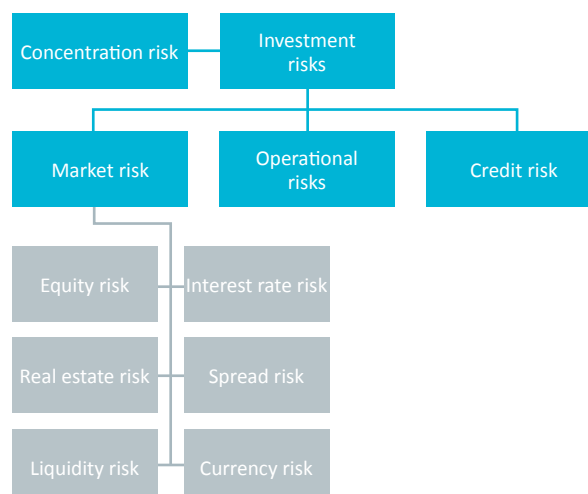 Concentration risk
Investment
risks
Market risk
Operational
risks
Credit risk
Equity risk
Interest rate risk
Real estate risk
Spread risk
Liquidity risk
Currency risk